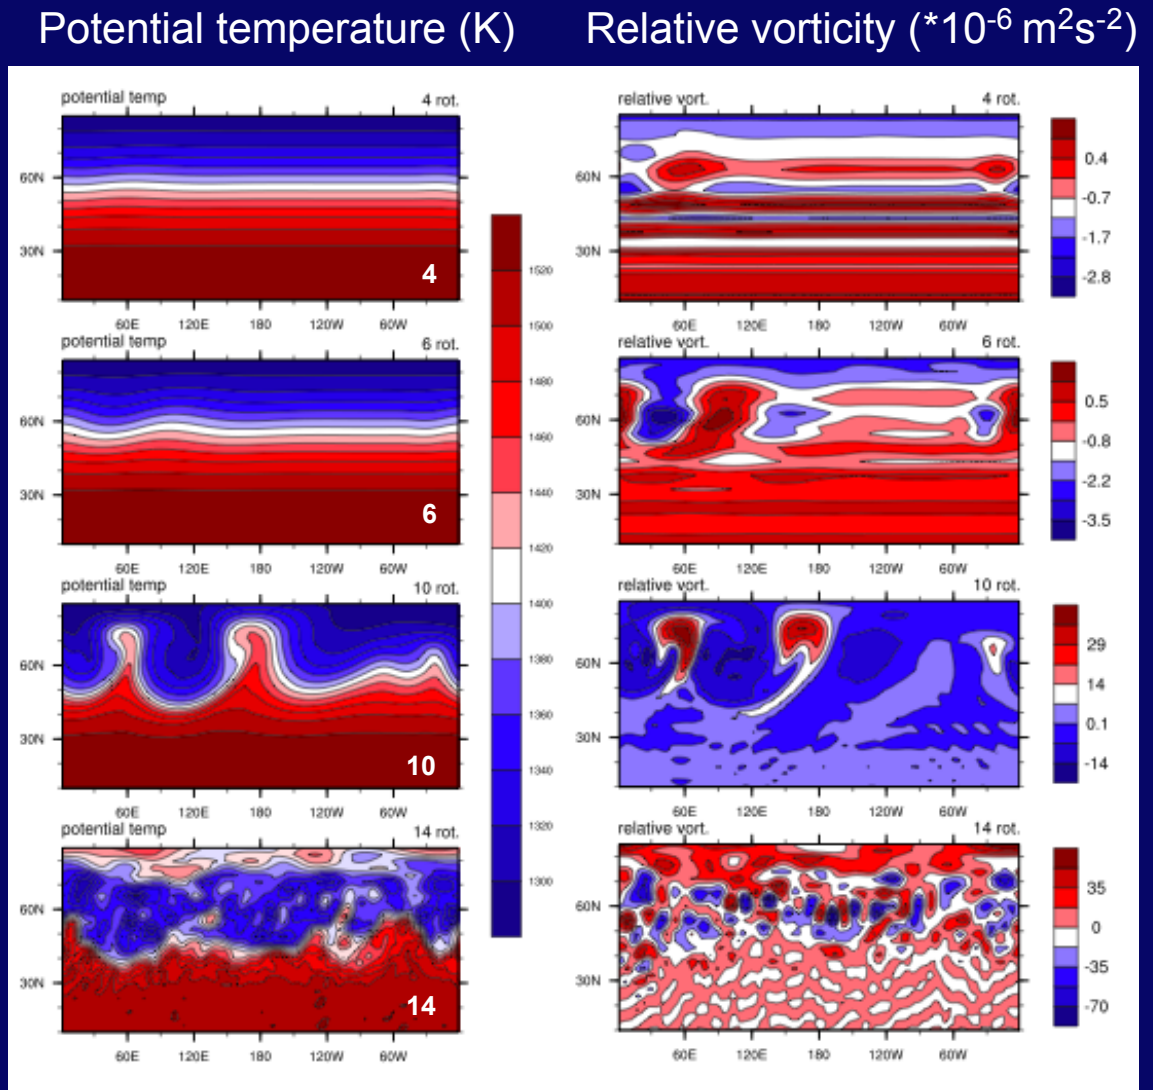 Potential temperature (K)
Relative vorticity (*10-6 m2s-2)
potential temp 4 rot.
60N
30N
4
60E 120E 180 120W 60W
relative vort. 4 rot.
60N
30N
60E 120E 180 120W 60W
0.4
-0.7
-1.7
-2.8
potential temp 6 rot.
60N
30N
6
60E 120E 180 120W 60W
1520
1500
1480
1460
1440
1420
1400
1380
1360
1340
1320
1300
relative vort. 6 rot.
60N
30N
60E 120E 180 120W 60W
0.5
-0.8
-2.2
-3.5
potential temp 10 rot.
60N
30N
10
60E 120E 180 120W 60W
relative vort. 10 rot.
60N
30N
60E 120E 180 120W 60W
29
14
0.1
-14
potential temp 14 rot.
60N
30N
14
60E 120E 180 120W 60W
relative vort. 14 rot.
60N
30N
60E 120E 180 120W 60W
35
0
-35
-70